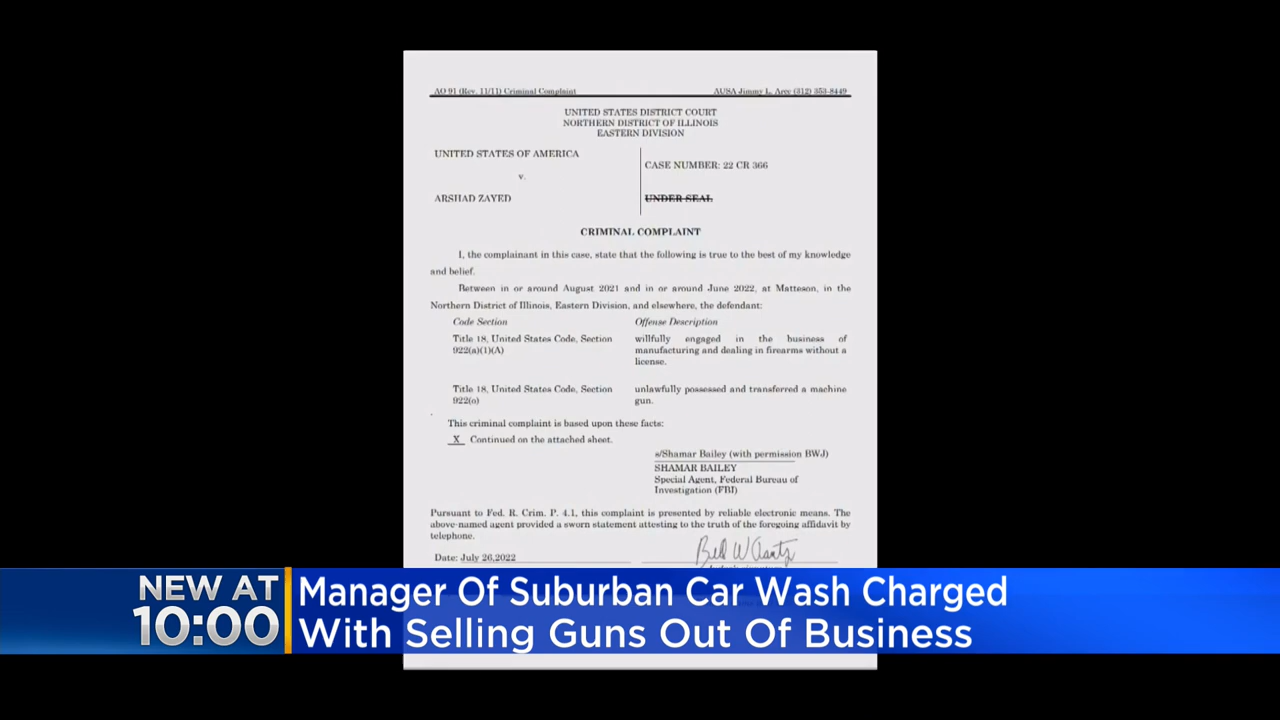 AO 91 (Rev. 11/11) Criminal Complaint
AUSA Jimmy L. Arce (312) 353-8449
UNITED STATES DISTRICT COURT
NORTHERN DISTRICT OF ILLINOIS
EASTERN DIVISION
UNITED STATES OF AMERICA
v.
ARSHAD ZAYED
CASE NUMBER: 22 CR 366
UNDER SEAL
CRIMINAL COMPLAINT
I, the complainant in this case, state that the following is true to the best of my knowledge
and belief.
Between in or around August 2021 and in or around June 2022, at Matteson, in the
Northern District of Illinois, Eastern Division, and elsewhere, the defendant:
Code Section
Offense Description
Title 18, United States Code, Section
922(a)(1)(A)
willfully engaged in the business of
manufacturing and dealing in firearms without a
license.
Title 18, United States Code, Section
922(o)
unlawfully possessed and transferred a machine
gun.
This criminal complaint is based upon these facts:
X Continued on the attached sheet.
s/Shamar Bailey (with permission BWJ)
SHAMAR BAILEY
Special Agent, Federal Bureau of
Investigation (FBI)
Pursuant to Fed. R. Crim. P. 4.1, this complaint is presented by reliable electronic means. The
above-named agent provided a sworn statement attesting to the truth of the foregoing affidavit by
telephone.
Date: July 26,2022
NEW AT
10:00
Manager Of Suburban Car Wash Charged
With Selling Guns Out Of Business